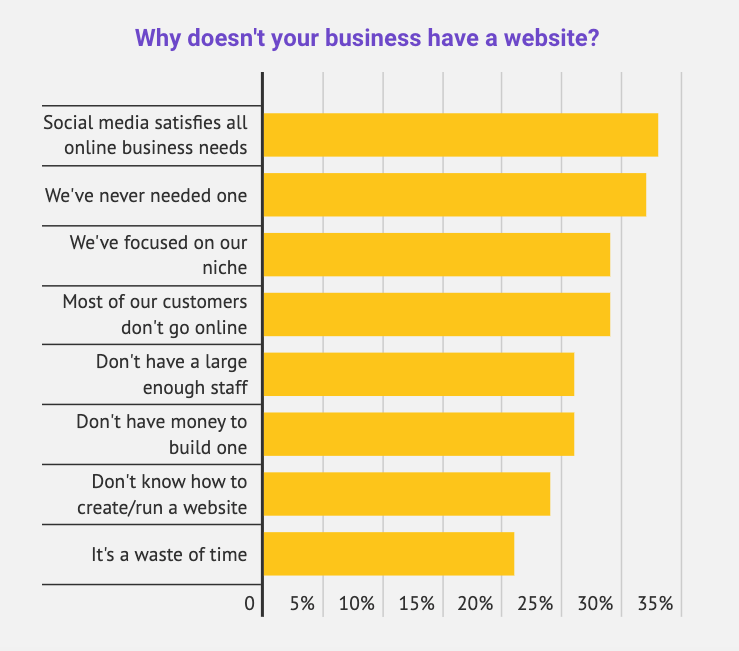 Why doesn't your business have a website?
Social media satisfies all
online business needs
We've never needed one
We've focused on our
niche
Most of our customers
don't go online
Don't have a large
enough staff
Don't have money to
build one
Don't know how to
create/run a website
It's a waste of time
0 5% 10% 15% 20% 25% 30% 35%